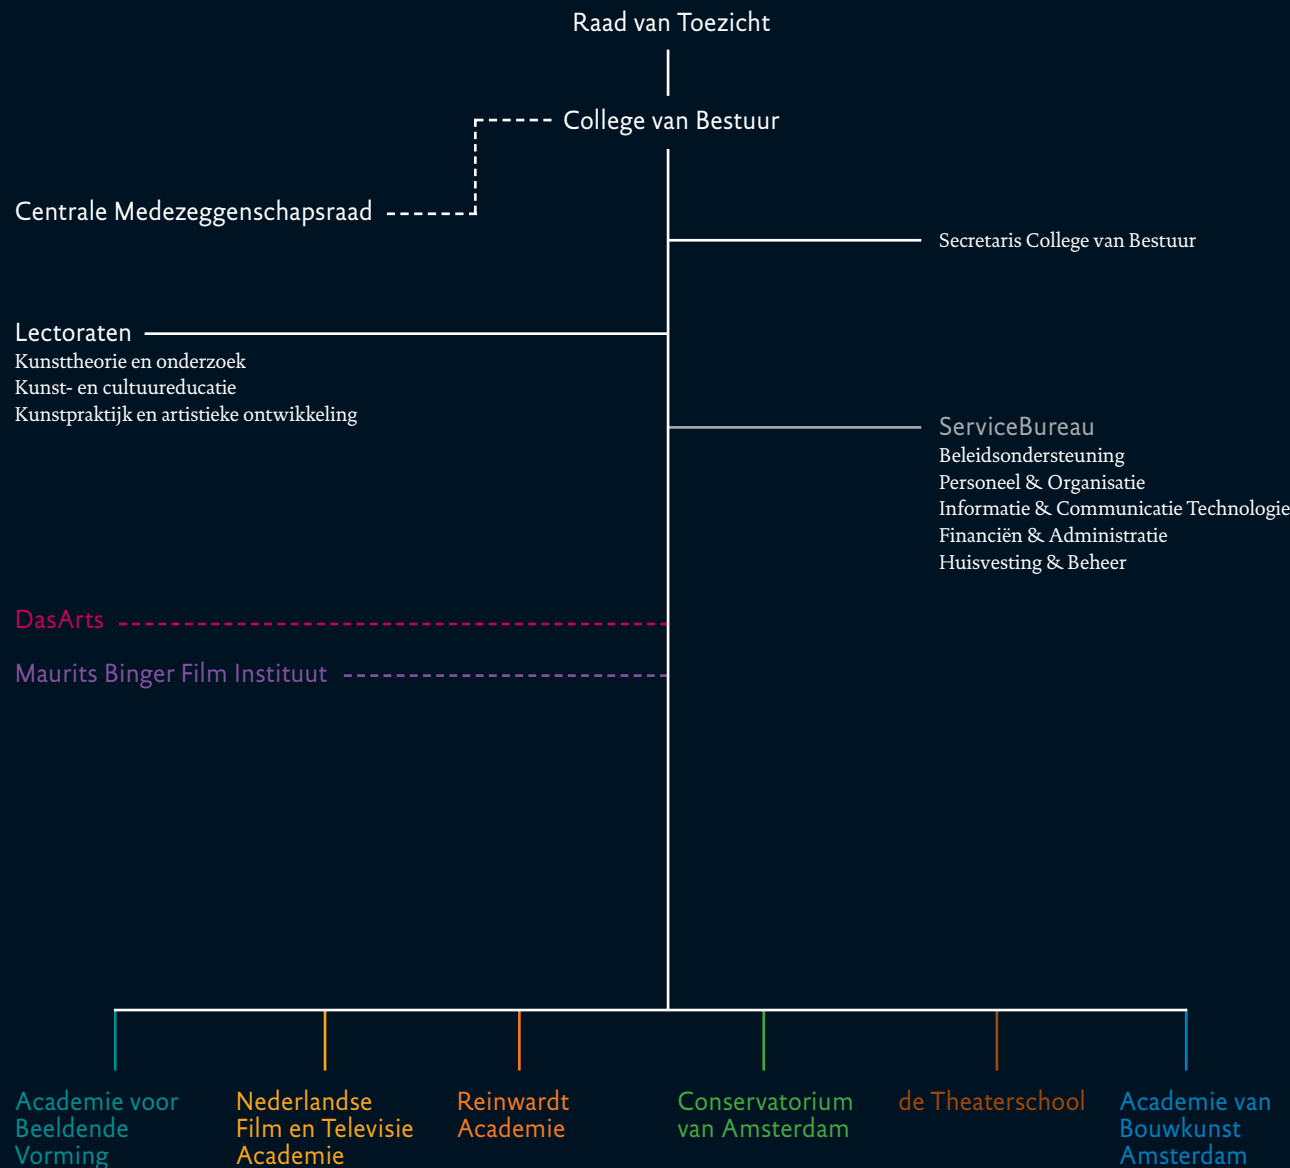 Raad van Toezicht
College van Bestuur
Centrale Medezeggenschapsraad
Secretaris College van Bestuur
Lectoraten
Kunsttheorie en onderzoek
Kunst- en cultuureducatie
Kunstpraktijk en artistieke ontwikkeling
ServiceBureau
Beleidsondersteuning
Personeel & Organisatie
Informatie & Communicatie Technologie
Financiën & Administratie
Huisvesting & Beheer
DasArts
Maurits Binger Film Instituut
Academie voor
Beeldende
Vorming
Nederlandse
Film en Televisie
Academie
Reinwardt
Academie
Conservatorium
van Amsterdam
de Theaterschool
Academie van
Bouwkunst
Amsterdam